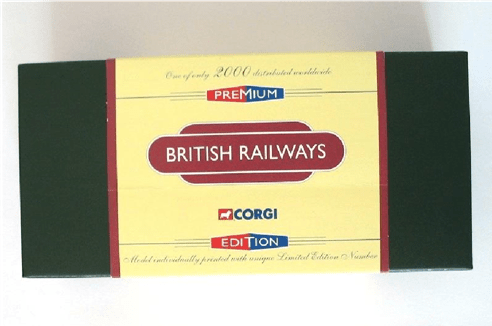 One of only 2000 distributed worldwide
PREMIUM
BRITISH RAILWAYS
CORGI
EDITION
Model individually printed with unique Limited Edition Number